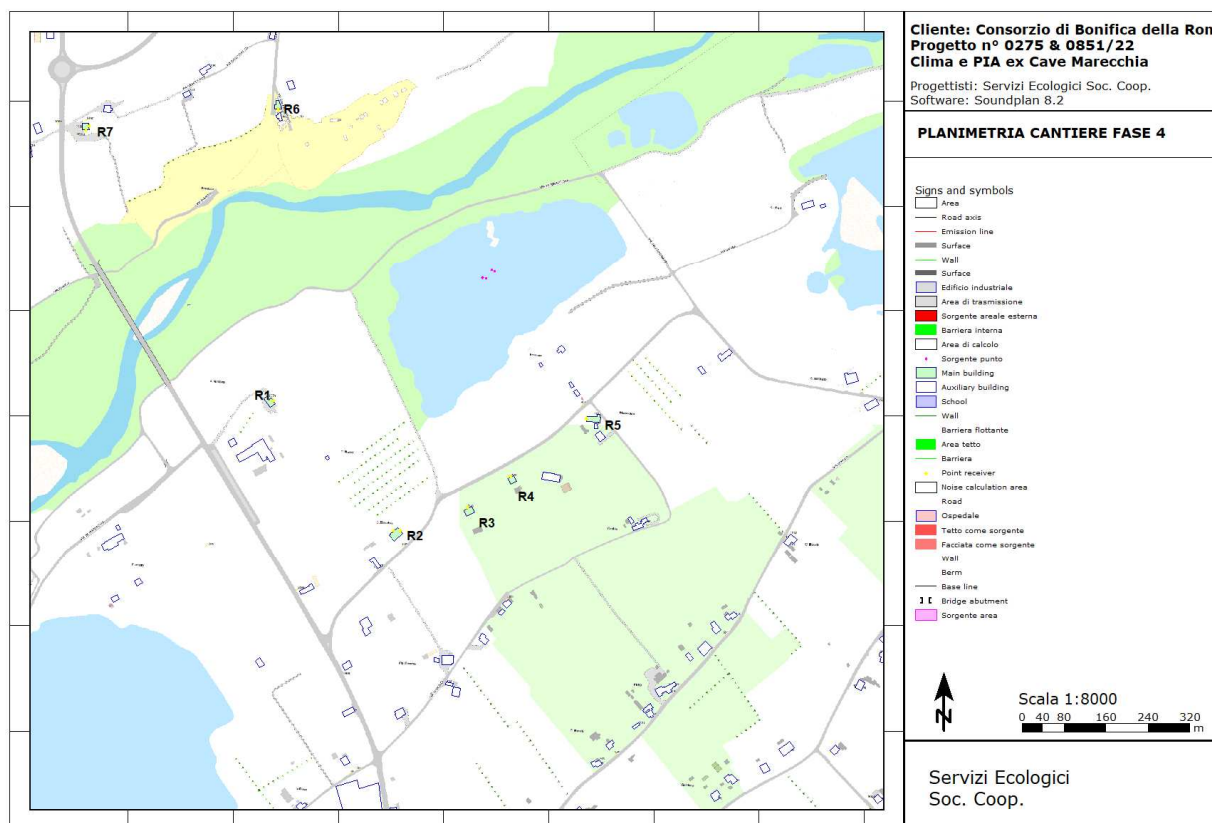 Cliente: Consorzio di Bonifica della Rom
Progetto n° 0275 & 0851/22
Clima e PIA ex Cave Marecchia
Progettisti: Servizi Ecologici Soc. Coop.
Software: Soundplan 8.2
PLANIMETRIA CANTIERE FASE 4
Signs and symbols
Area
Road axis
Emission line
Surface
Wall
Surface
Edificio industriale
Area di trasmissione
Sorgente areale esterna
Barriera interna
Area di calcolo
Sorgente punto
Main building
Auxiliary building
School
Wall
Barriera flottante
Area tetto
Barriera
Point receiver
Noise calculation area
Road
Ospedale
Tetto come sorgente
Facciata come sorgente
Wall
Berm
Base line
Bridge abutment
Sorgente area
N
Scala 1:8000
0 40 80 160 240 320
m
Servizi Ecologici
Soc. Coop.
R6
R7
R1
R5
R4
R3
R2